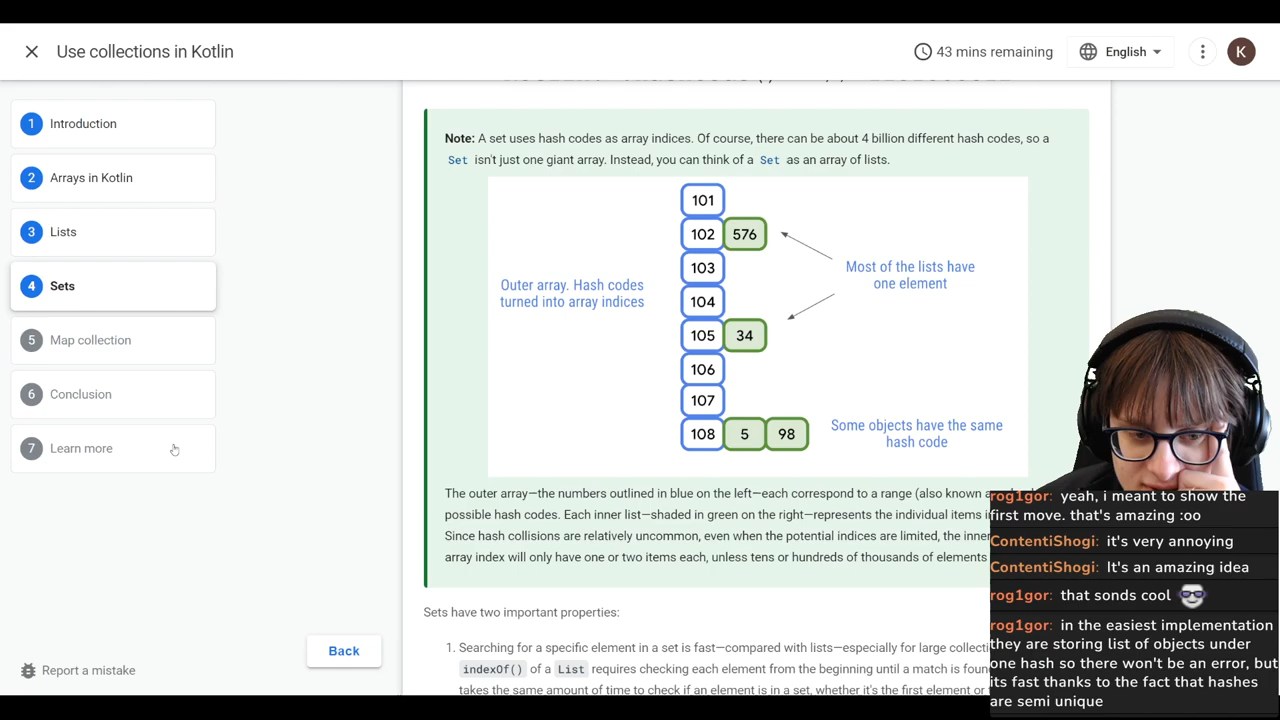 Use collections in Kotlin
43 mins remaining
English
K
1 Introduction
2 Arrays in Kotlin
3 Lists
4 Sets
5 Map collection
6 Conclusion
7 Learn more
Back
Report a mistake
Note: A set uses hash codes as array indices. Of course, there can be about 4 billion different hash codes, so a
Set isn't just one giant array. Instead, you can think of a Set as an array of lists.
101
102 576
103
104
105 34
106
107
108 5 98
Outer array. Hash codes
turned into array indices
Most of the lists have
one element
Some objects have the same
hash code
The outer array—the numbers outlined in blue on the left—each correspond to a range (also known a
possible hash codes. Each inner list—shaded in green on the right—represents the individual items i
Since hash collisions are relatively uncommon, even when the potential indices are limited, the inner
array index will only have one or two items each, unless tens or hundreds of thousands of elements
Sets have two important properties:
1. Searching for a specific element in a set is fast—compared with lists—especially for large collecti
indexOf() of a List requires checking each element from the beginning until a match is foun
takes the same amount of time to check if an element is in a set, whether it's the first element or
rog1gor: yeah, i meant to show the
first move. that's amazing :oo
ContentiShogi: it's very annoying
ContentiShogi: It's an amazing idea
rog1gor: that sonds cool
rog1gor: in the easiest implementation
they are storing list of objects under
one hash so there won't be an error, but
its fast thanks to the fact that hashes
are semi unique